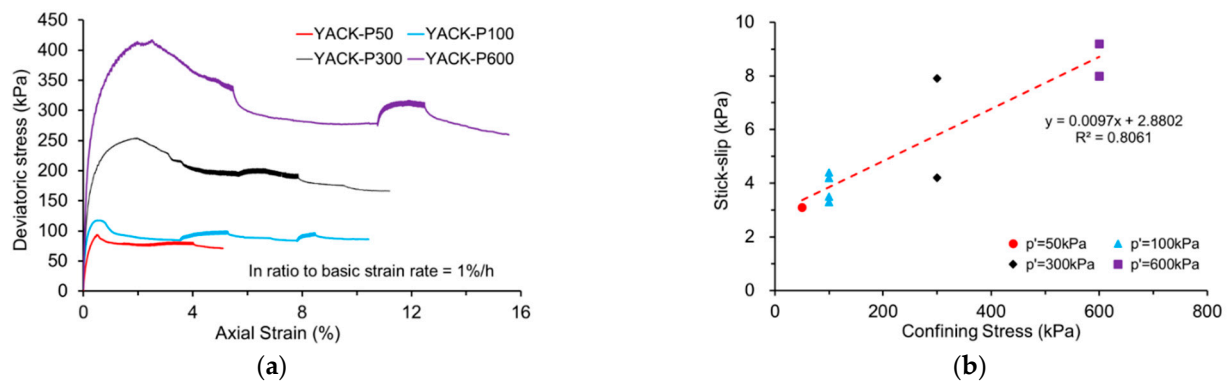 450
400
350
300
250
200
150
100
50
0
Deviatoric stress (kPa)
YACK-P50 YACK-P100
YACK-P300 YACK-P600
In ratio to basic strain rate = 1%/h
0 4 8 12 16
Axial Strain (%)
(a)
10
8
6
4
2
0
Stick-slip (kPa)
y = 0.0097x + 2.8802
R² = 0.8061
p'=50kPa p'=100kPa
p'=300kPa p'=600kPa
0 200 400 600 800
Confining Stress (kPa)
(b)